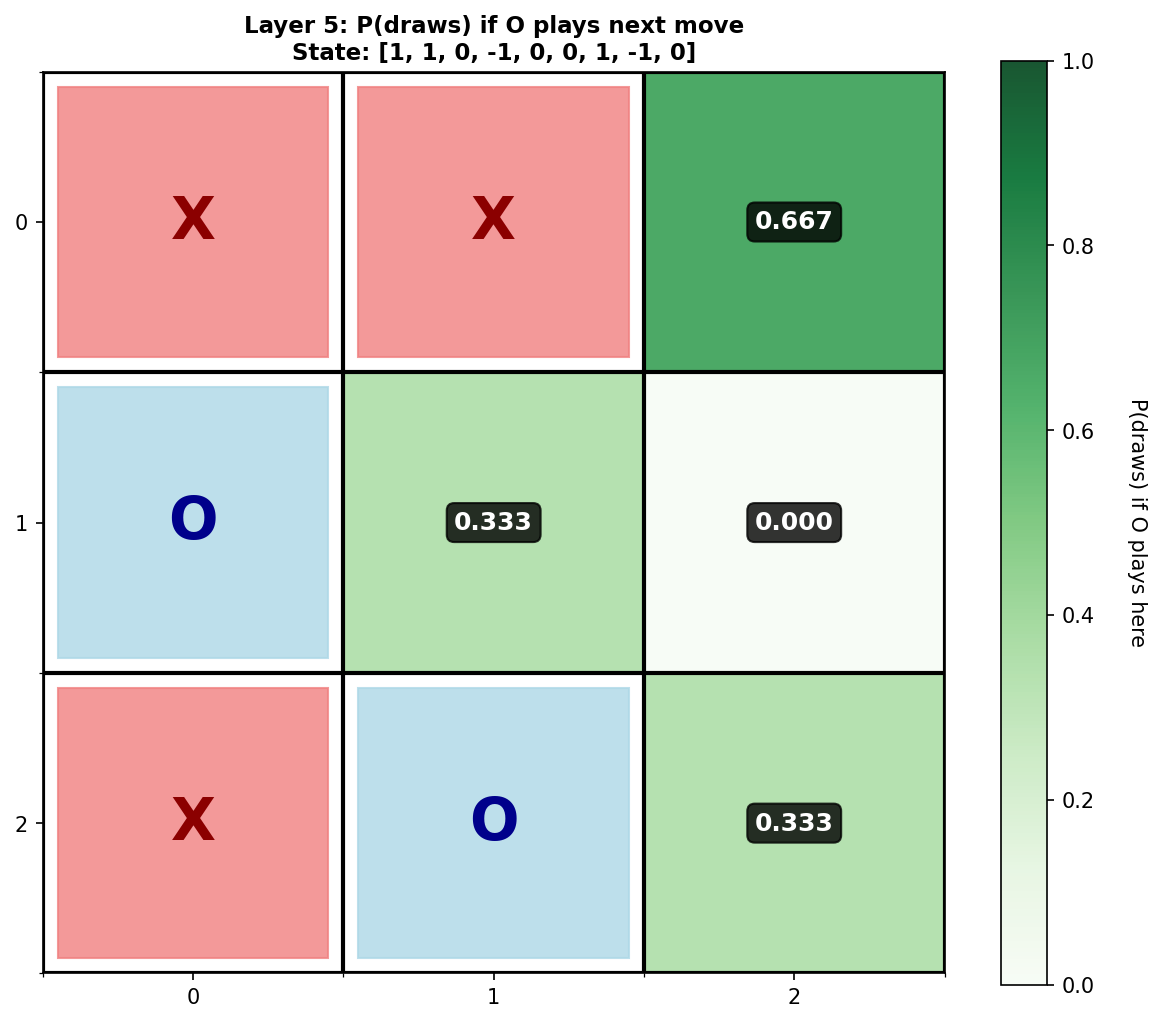 Layer 5: P(draws) if O plays next move
State: [1, 1, 0, -1, 0, 0, 1, -1, 0]
X X 0.667
O 0.333 0.000
X O 0.333
0
1
2
0 1 2
1.0
0.8
0.6
0.4
0.2
0.0
P(draws) if O plays here